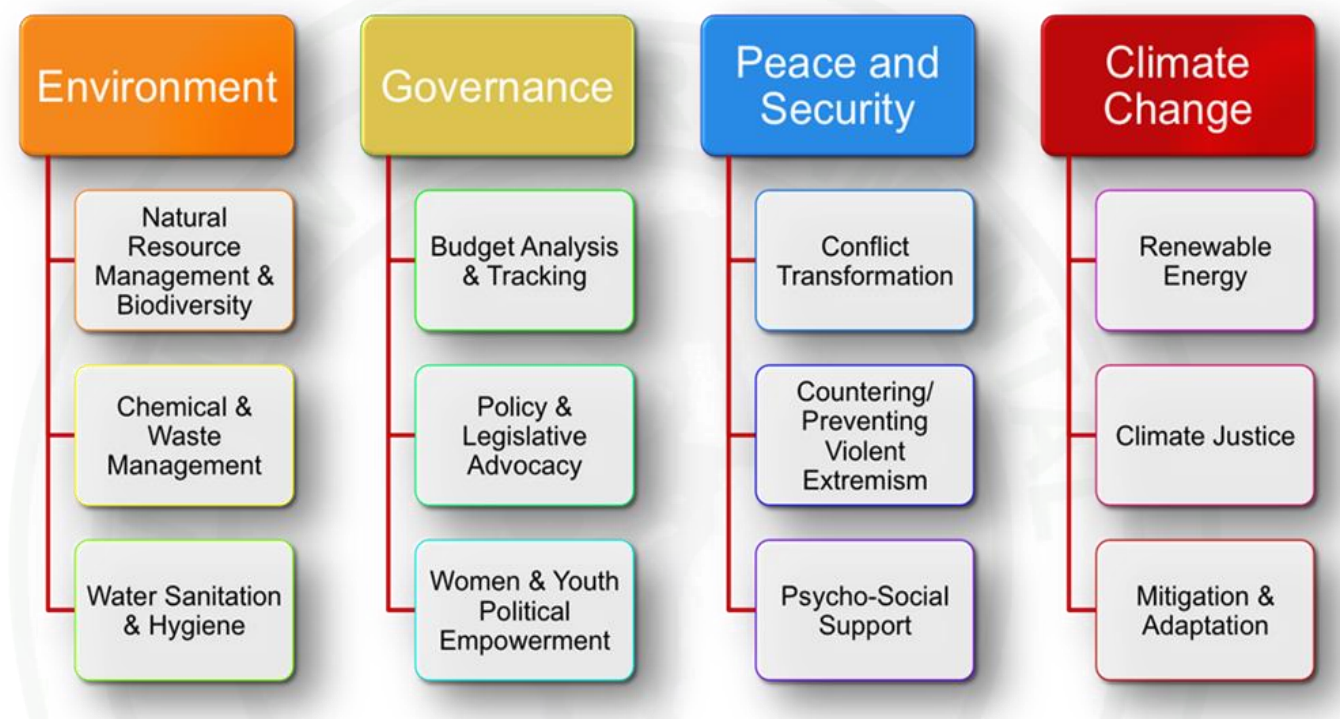 Environment
Natural
Resource
Management &
Biodiversity
Chemical &
Waste
Management
Water Sanitation
& Hygiene
Governance
Budget Analysis
& Tracking
Policy &
Legislative
Advocacy
Women & Youth
Political
Empowerment
Peace and
Security
Conflict
Transformation
Countering/
Preventing
Violent
Extremism
Psycho-Social
Support
Climate
Change
Renewable
Energy
Climate Justice
Mitigation &
Adaptation